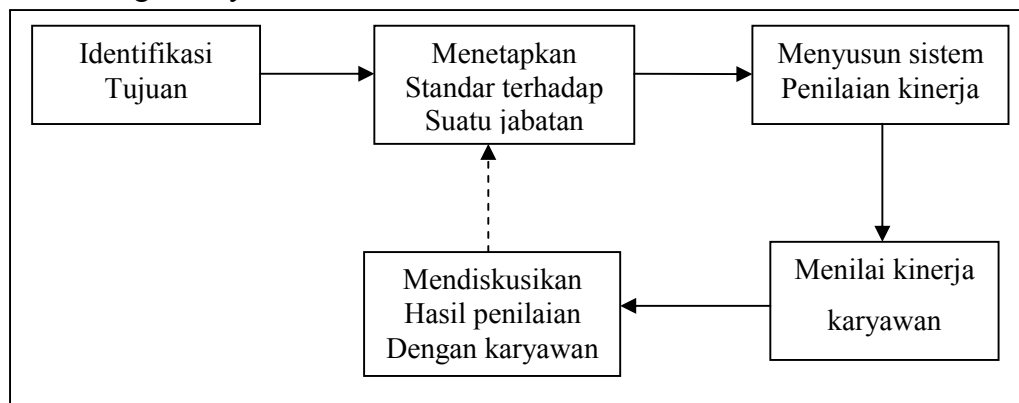 Identifikasi
Tujuan
Menetapkan
Standar terhadap
Suatu jabatan
Menyusun sistem
Penilaian kinerja
Menilai kinerja
karyawan
Mendiskusikan
Hasil penilaian
Dengan karyawan